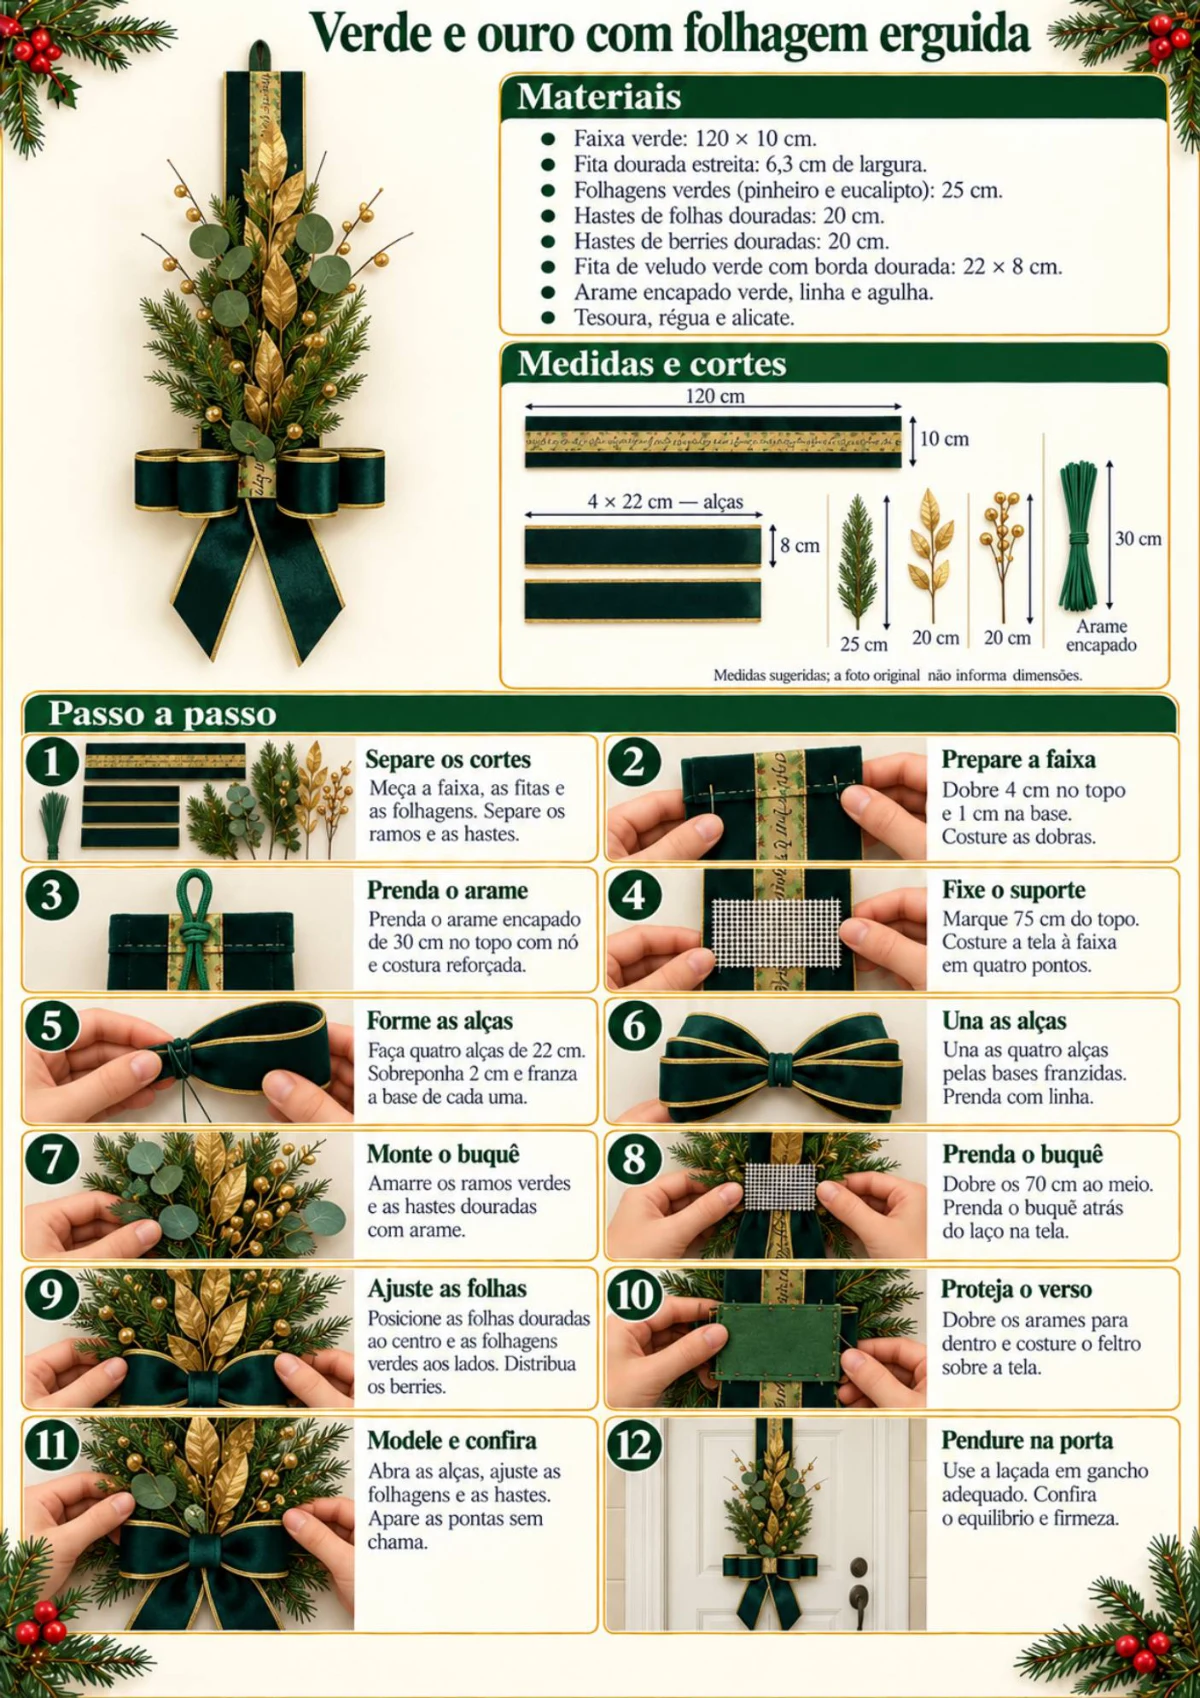 Verde e ouro com folhagem erguida
Materiais
Faixa verde: 120 × 10 cm.
Fita dourada estreita: 6,3 cm de largura.
Folhagens verdes (pinheiro e eucalipto): 25 cm.
Hastes de folhas douradas: 20 cm.
Hastes de berries douradas: 20 cm.
Fita de veludo verde com borda dourada: 22 × 8 cm.
Arame encapado verde, linha e agulha.
Tesoura, régua e alicate.
Medidas e cortes
120 cm
10 cm
4 × 22 cm — alças
8 cm
25 cm
20 cm
20 cm
30 cm
Arame
encapado
Medidas sugeridas; a foto original não informa dimensões.
Passo a passo
1
Separe os cortes
Meça a faixa, as fitas e
as folhagens. Separe os
ramos e as hastes.
2
Prepare a faixa
Dobre 4 cm no topo
e 1 cm na base.
Costure as dobras.
3
Prenda o arame
Prenda o arame encapado
de 30 cm no topo com nó
e costura reforçada.
4
Fixe o suporte
Marque 75 cm do topo.
Costure a tela à faixa
em quatro pontos.
5
Forme as alças
Faça quatro alças de 22 cm.
Sobreponha 2 cm e franza
a base de cada uma.
6
Una as alças
Una as quatro alças
pelas bases franzidas.
Prenda com linha.
7
Monte o buquê
Amarre os ramos verdes
e as hastes douradas
com arame.
8
Prenda o buquê
Dobre os 70 cm ao meio.
Prenda o buquê atrás
do laço na tela.
9
Ajuste as folhas
Posicione as folhas douradas
ao centro e as folhagens
verdes aos lados. Distribua
os berries.
10
Proteja o verso
Dobre os arames para
dentro e costure o feltro
sobre a tela.
11
Modele e confira
Abra as alças, ajuste as
folhagens e as hastes.
Apare as pontas sem
chama.
12
Pendure na porta
Use a laçada em gancho
adequado. Confira
o equilíbrio e firmeza.